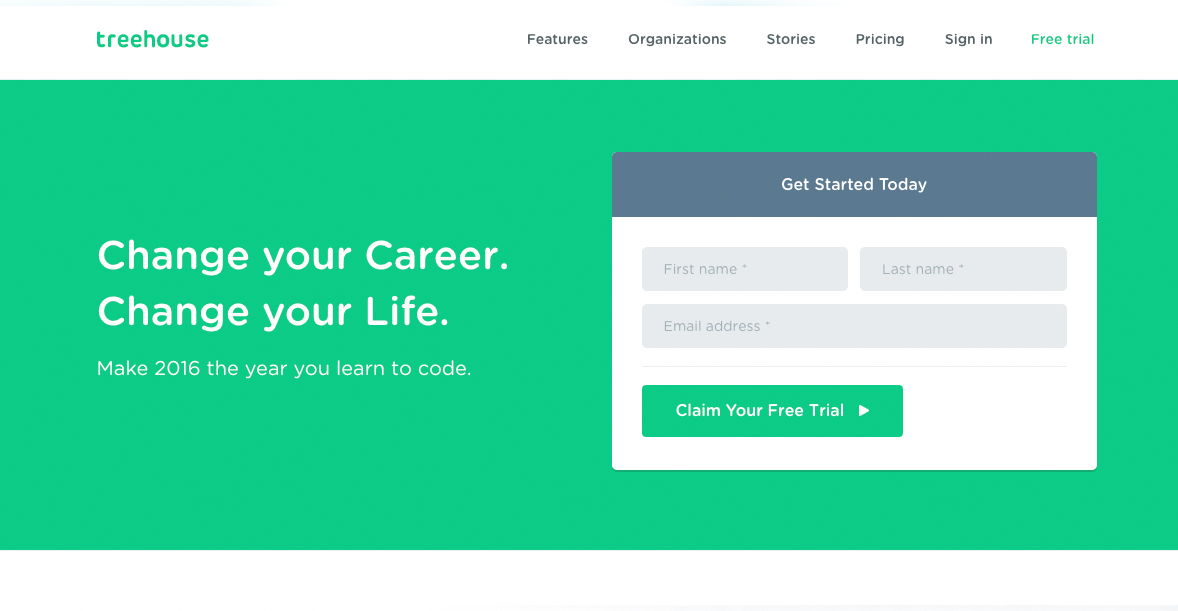 treehouse
Features Organizations Stories Pricing Sign in Free trial
Change your Career.
Change your Life.
Make 2016 the year you learn to code.
Get Started Today
First name * Last name *
Email address *
Claim Your Free Trial